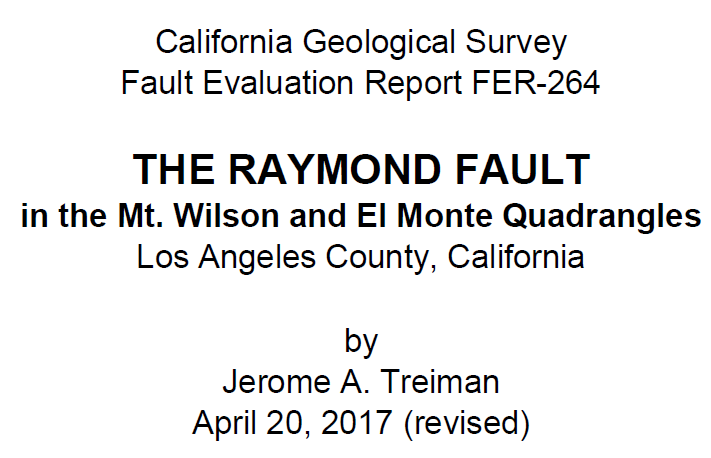 California Geological Survey
Fault Evaluation Report FER-264
THE RAYMOND FAULT
in the Mt. Wilson and El Monte Quadrangles
Los Angeles County, California
by
Jerome A. Treiman
April 20, 2017 (revised)